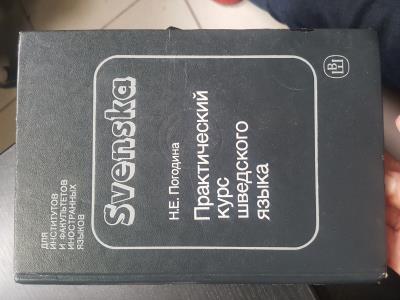 ДЛЯ
ИНСТИТУТОВ
И ФАКУЛЬТЕТОВ
ИНОСТРАННЫХ
ЯЗЫКОВ
Svenska
Н.Е. Погодина
Практический
курс
шведского
языка